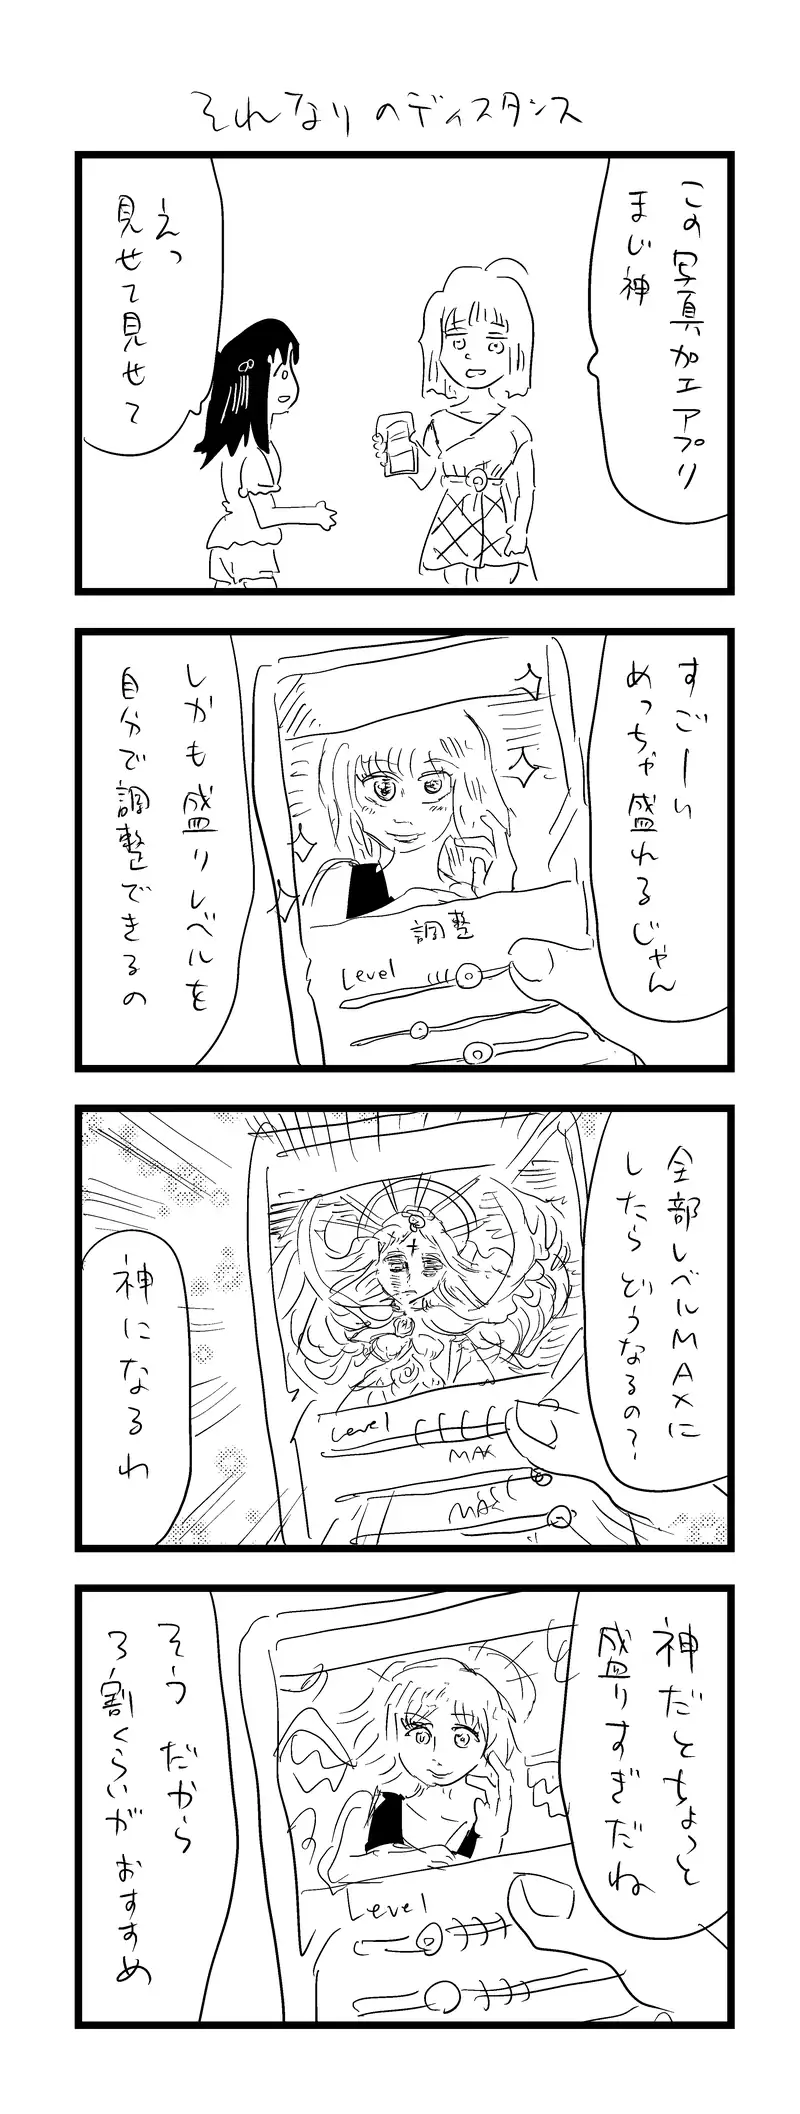 それなりのディスタンス
この写真加工アプリ
まじ神
えっ
見せて見せて
すごーい
めっちゃ盛れるじゃん
しかも盛りレベルを
自分で調整できるの
調整
Level
全部レベルMAXに
したらどうなるの?
神になるわ
Level
MAX
MAX
神だとちょっと
盛りすぎだね
そうだから
3割くらいがおすすめ
Level